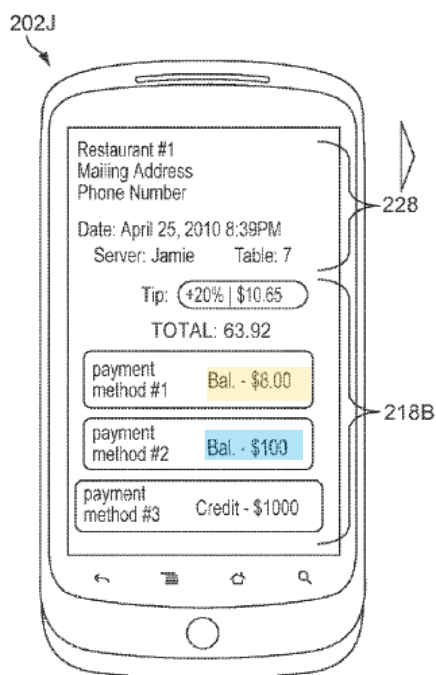 202J
Restaurant #1
Mailing Address
Phone Number
228
Date: April 25, 2010 8:39PM
Server: Jamie Table: 7
Tip: +20% | $10.65
TOTAL: 63.92
payment method #1 Bal. - $8.00
218B
payment method #2 Bal. - $100
payment method #3 Credit - $1000